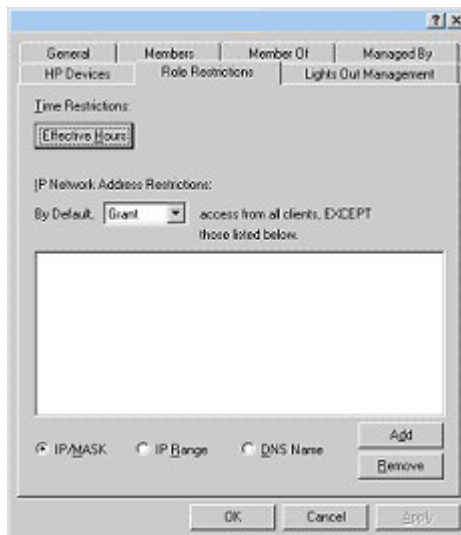 General Members Member Of Managed By
HP Devices Role Restrictions Lights Out Management
Time Restrictions:
Effective Hours
IP Network Address Restrictions:
By Default, Grant access from all clients, EXCEPT
those listed below.
IP/MASK IP Range DNS Name
Add
Remove
OK Cancel Apply